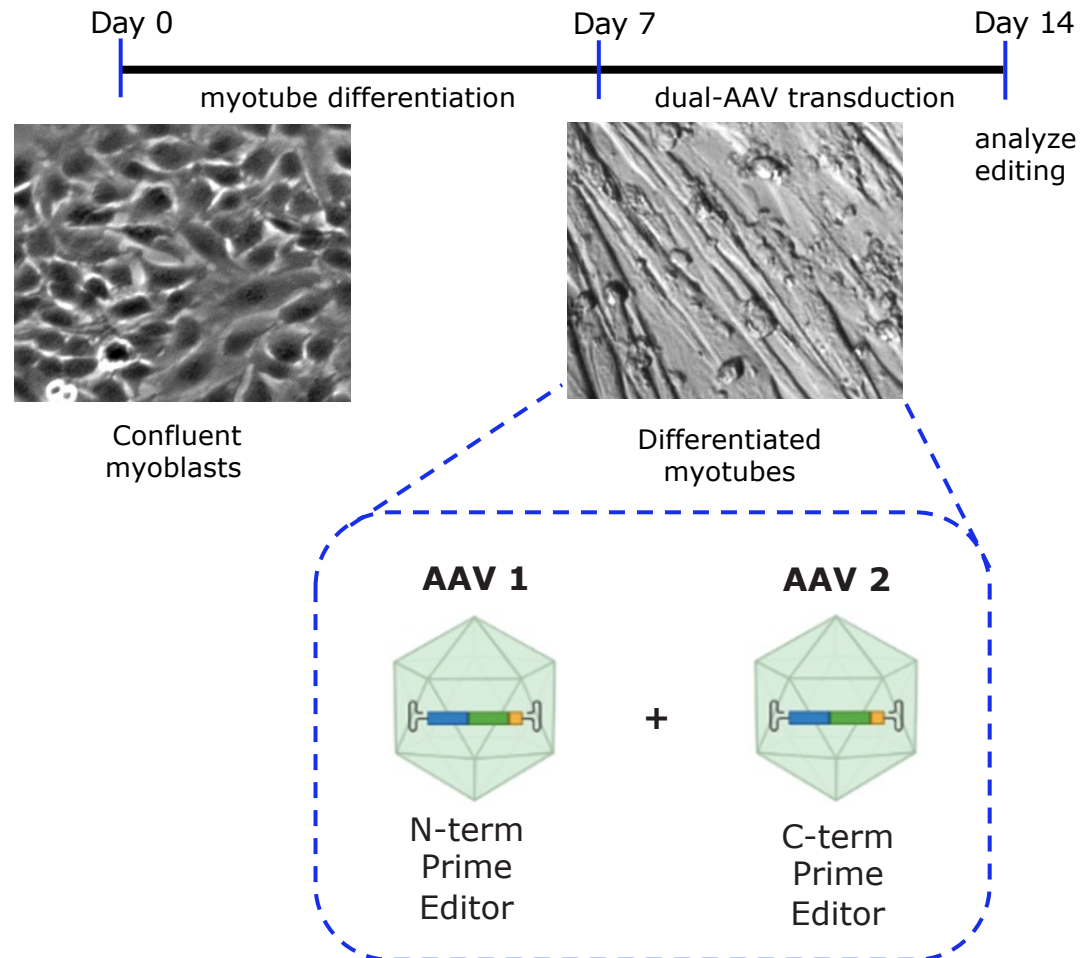 Day 0
Day 7
Day 14
myotube differentiation
dual-AAV transduction
analyze
editing
Confluent
myoblasts
Differentiated
myotubes
AAV 1
AAV 2
+
N-term
Prime
Editor
C-term
Prime
Editor